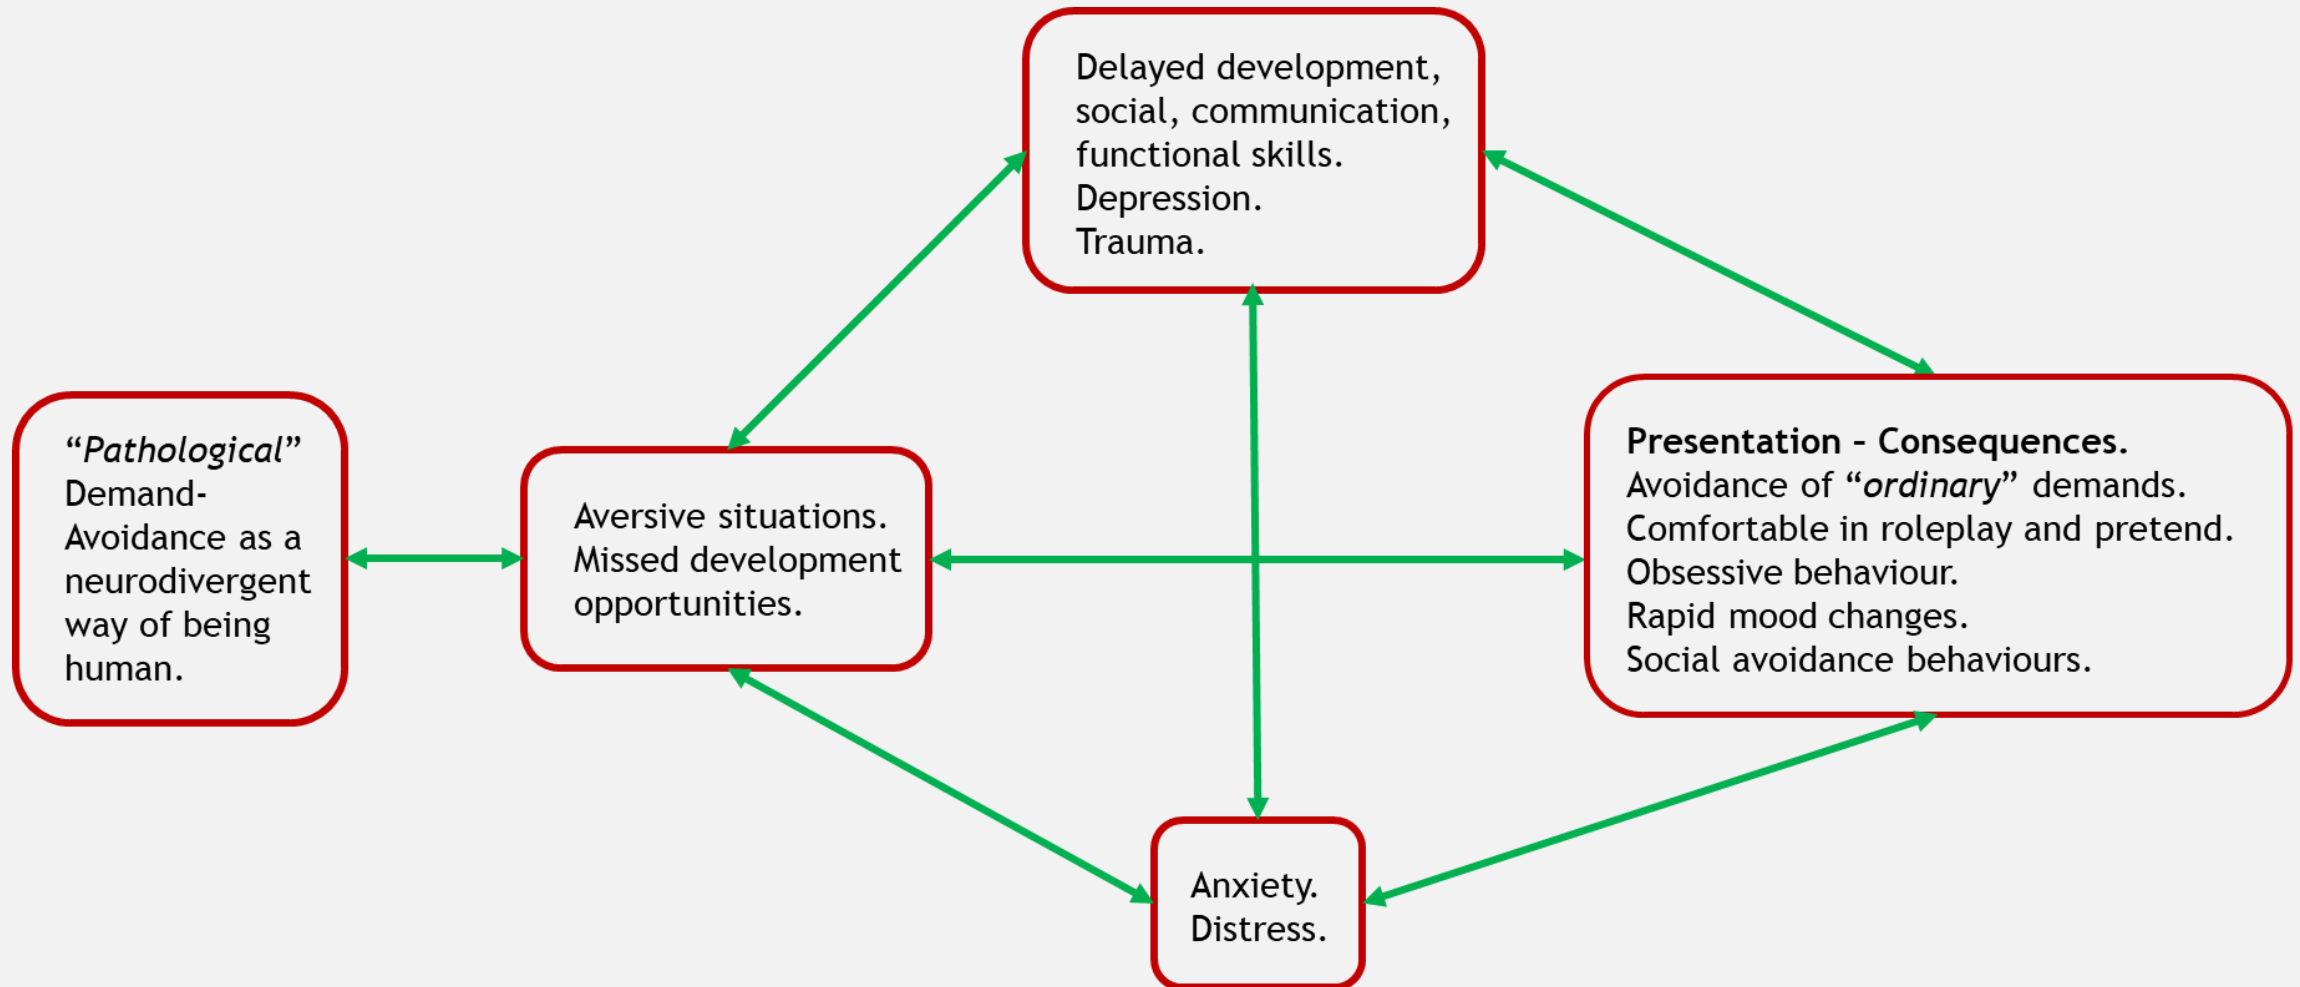 Delayed development,
social, communication,
functional skills.
Depression.
Trauma.
“Pathological”
Demand-
Avoidance as a
neurodivergent
way of being
human.
Aversive situations.
Missed development
opportunities.
Presentation – Consequences.
Avoidance of “ordinary” demands.
Comfortable in roleplay and pretend.
Obsessive behaviour.
Rapid mood changes.
Social avoidance behaviours.
Anxiety.
Distress.